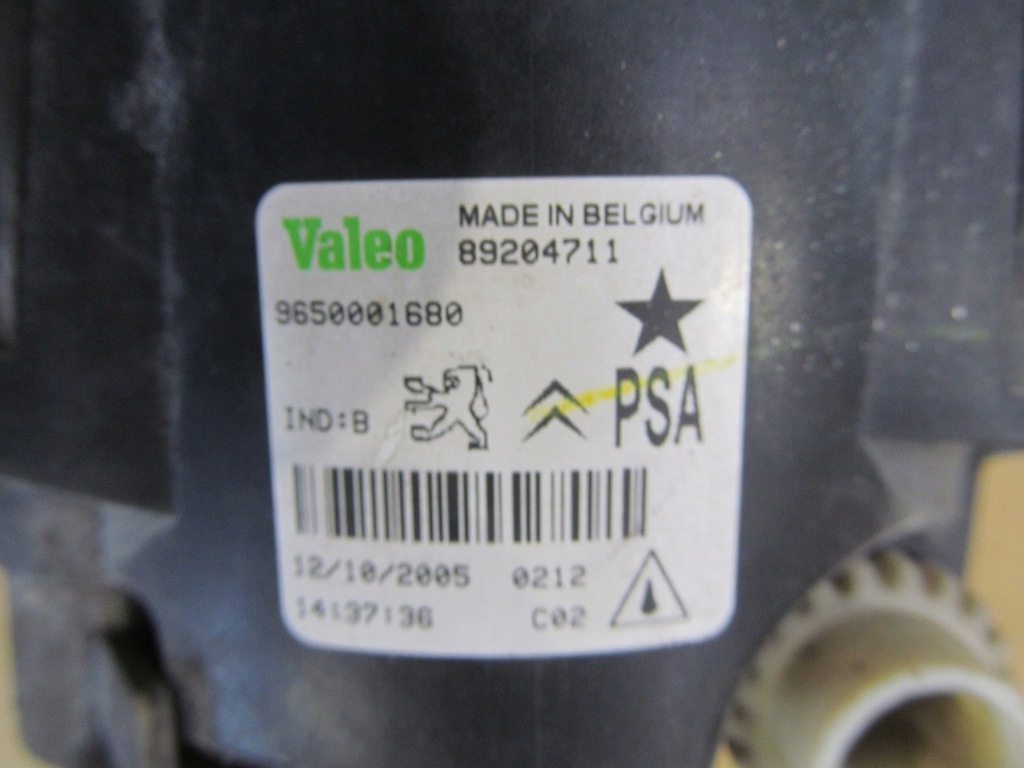 Valeo MADE IN BELGIUM
89204711
9650001680
IND:B PSA
12/10/2005 0212
14:37:36 C02